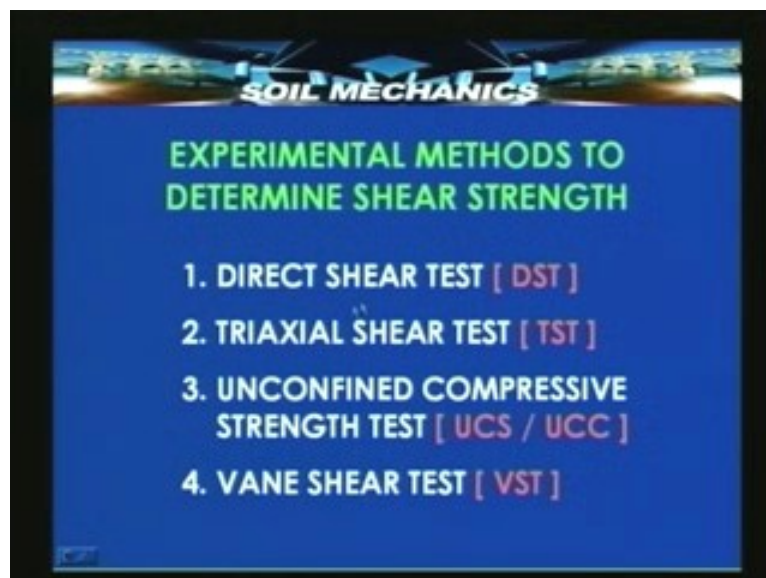 SOIL MECHANICS
EXPERIMENTAL METHODS TO
DETERMINE SHEAR STRENGTH
1. DIRECT SHEAR TEST [ DST ]
2. TRIAXIAL SHEAR TEST [ TST ]
3. UNCONFINED COMPRESSIVE
STRENGTH TEST [ UCS / UCC ]
4. VANE SHEAR TEST [ VST ]